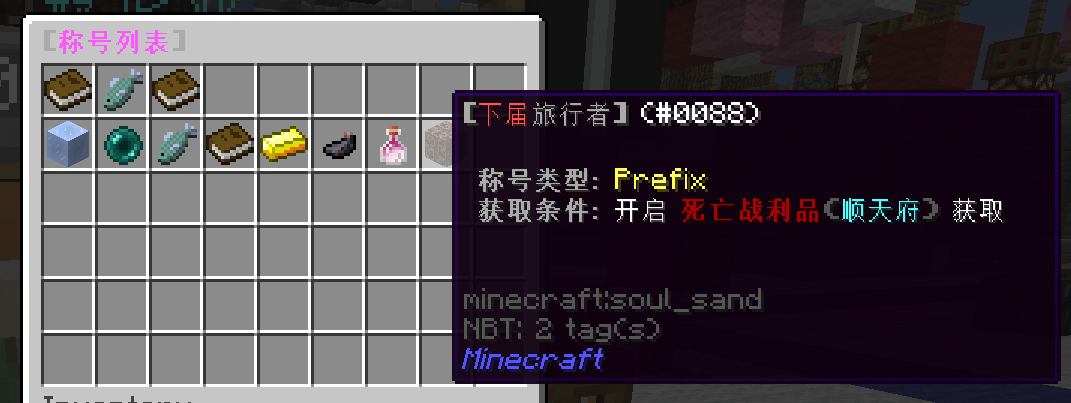 [称号列表]
[下届旅行者] (#0088)
称号类型: Prefix
获取条件: 开启 死亡战利品(顺天府) 获取
minecraft:soul_sand
NBT: 2 tag(s)
Minecraft
Inventory